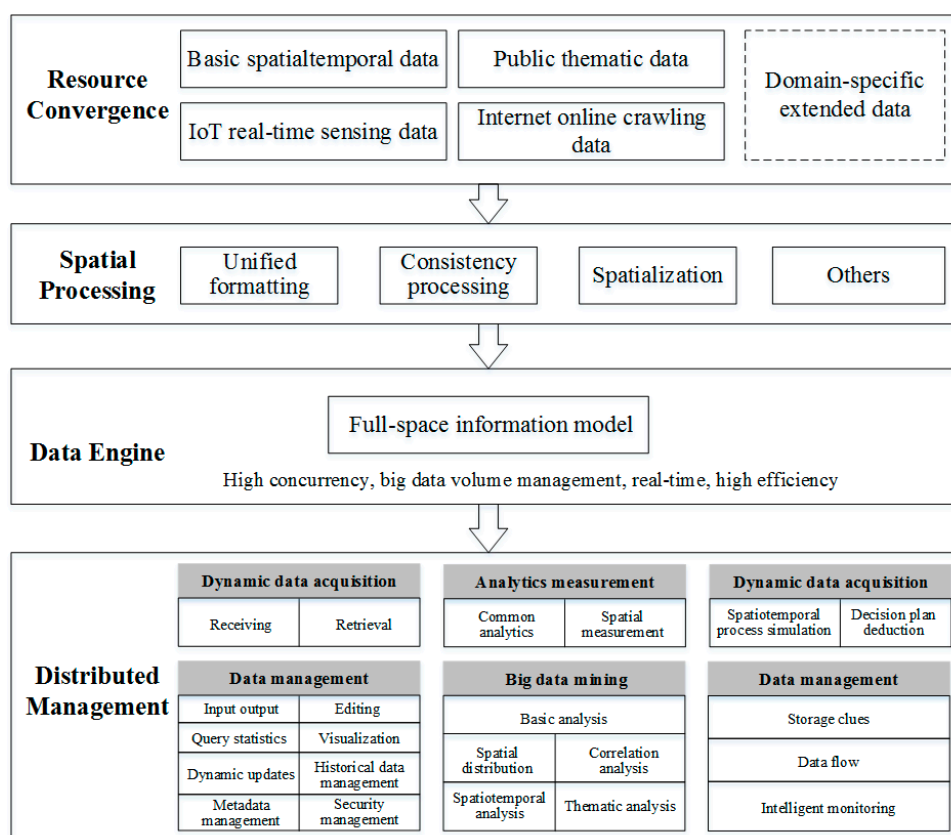 Resource
Convergence
Basic spatialtemporal data
Public thematic data
IoT real-time sensing data
Internet online crawling
data
Domain-specific
extended data
Spatial
Processing
Unified
formatting
Consistency
processing
Spatialization
Others
Data Engine
Full-space information model
High concurrency, big data volume management, real-time, high efficiency
Distributed
Management
Dynamic data acquisition
Receiving
Retrieval
Analytics measurement
Common
analytics
Spatial
measurement
Dynamic data acquisition
Spatiotemporal
process simulation
Decision plan
deduction
Data management
Input output
Editing
Query statistics
Visualization
Dynamic updates
Historical data
management
Metadata
management
Security
management
Big data mining
Basic analysis
Spatial
distribution
Correlation
analysis
Spatiotemporal
analysis
Thematic analysis
Data management
Storage clues
Data flow
Intelligent monitoring